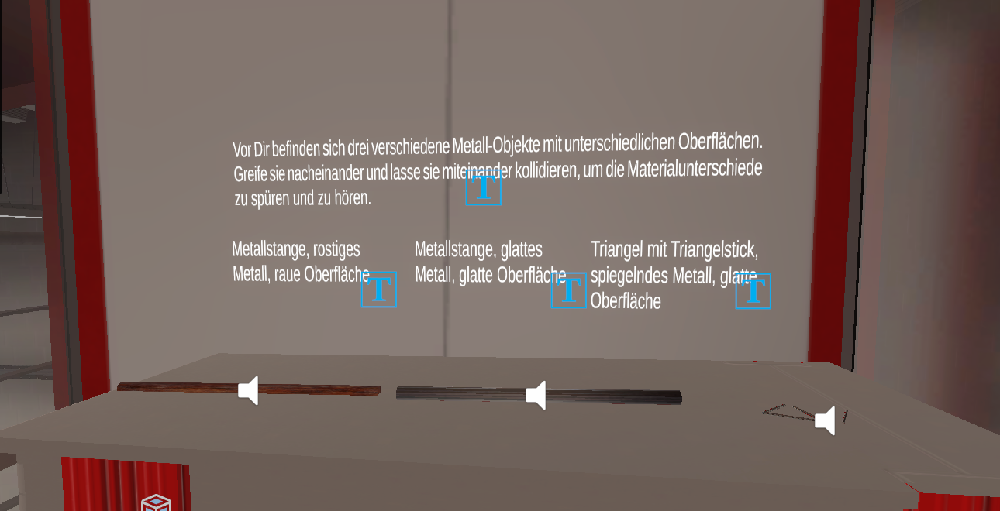 Vor Dir befinden sich drei verschiedene Metall-Objekte mit unterschiedlichen Oberflächen.
Greife sie nacheinander und lasse sie miteinander kollidieren, um die Materialunterschiede
zu spüren und zu hören.
Metallstange, rostiges
Metall, raue Oberfläche
Metallstange, glattes
Metall, glatte Oberfläche
Triangel mit Triangelstick,
spiegelndes Metall, glatte
Oberfläche
T
T
T
T